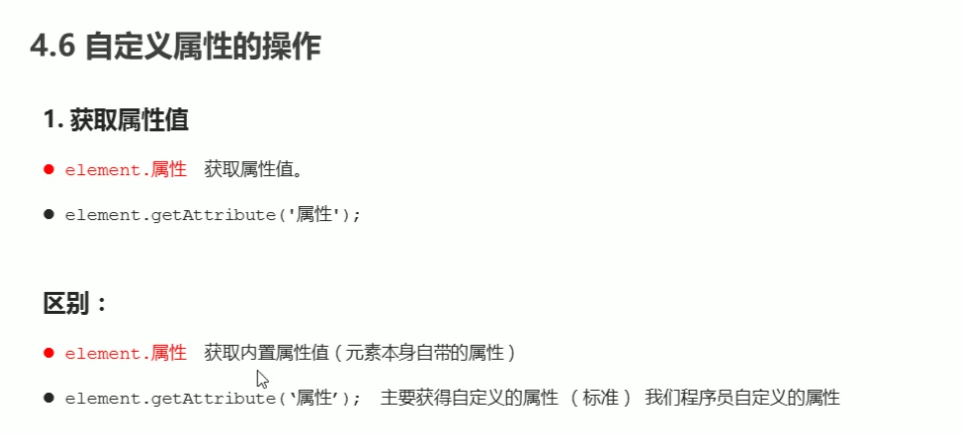 4.6 自定义属性的操作
1. 获取属性值
● element.属性 获取属性值。
● element.getAttribute('属性');
区别：
● element.属性 获取内置属性值（元素本身自带的属性）
● element.getAttribute(‘属性’); 主要获得自定义的属性 （标准） 我们程序员自定义的属性